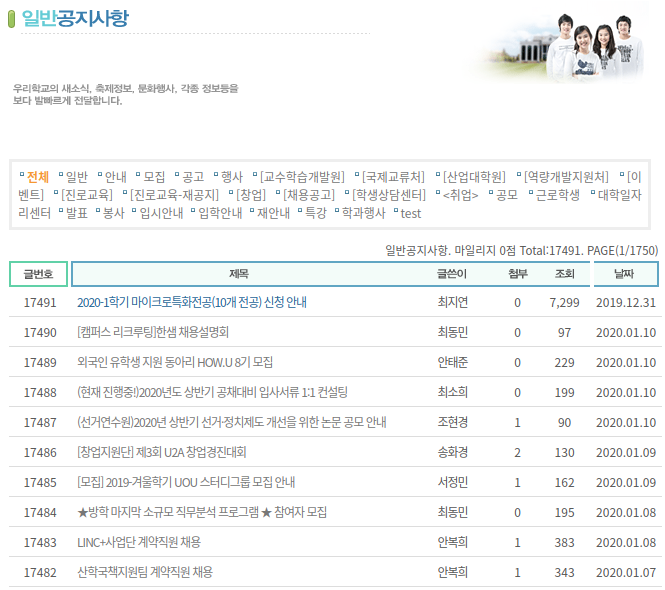 일반공지사항
우리학교의 새소식, 축제정보, 문화행사, 각종 정보등을
보다 발빠르게 전달합니다.
전체 일반 안내 모집 공고 행사 [교수학습개발원] [국제교류처] [산업대학원] [역량개발지원처] [이
벤트] [진로교육] [진로교육-재공지] [창업] [채용공고] [학생상담센터] <취업> 공모 근로학생 대학일자
리센터 발표 봉사 입시안내 입학안내 재안내 특강 학과행사 test
일반공지사항. 마일리지 0점 Total:17491. PAGE(1/1750)
글번호 제목 글쓴이 첨부 조회 날짜
17491 2020-1학기 마이크로특화전공(10개 전공) 신청 안내 최지연 0 7,299 2019.12.31
17490 [캠퍼스 리크루팅]한샘 채용설명회 최동민 0 97 2020.01.10
17489 외국인 유학생 지원 동아리 HOW.U 8기 모집 안태준 0 229 2020.01.10
17488 (현재 진행중!)2020년도 상반기 공채대비 입사서류 1:1 컨설팅 최소희 0 199 2020.01.10
17487 (선거연수원)2020년 상반기 선거·정치제도 개선을 위한 논문 공모 안내 조현경 1 90 2020.01.10
17486 [창업지원단] 제3회 U2A 창업경진대회 송화경 2 130 2020.01.09
17485 [모집] 2019-겨울학기 UOU 스터디그룹 모집 안내 서정민 1 162 2020.01.09
17484 ★방학 마지막 소규모 직무분석 프로그램 ★ 참여자 모집 최동민 0 195 2020.01.08
17483 LINC+사업단 계약직원 채용 안복희 1 383 2020.01.08
17482 산학국책지원팀 계약직원 채용 안복희 1 343 2020.01.07